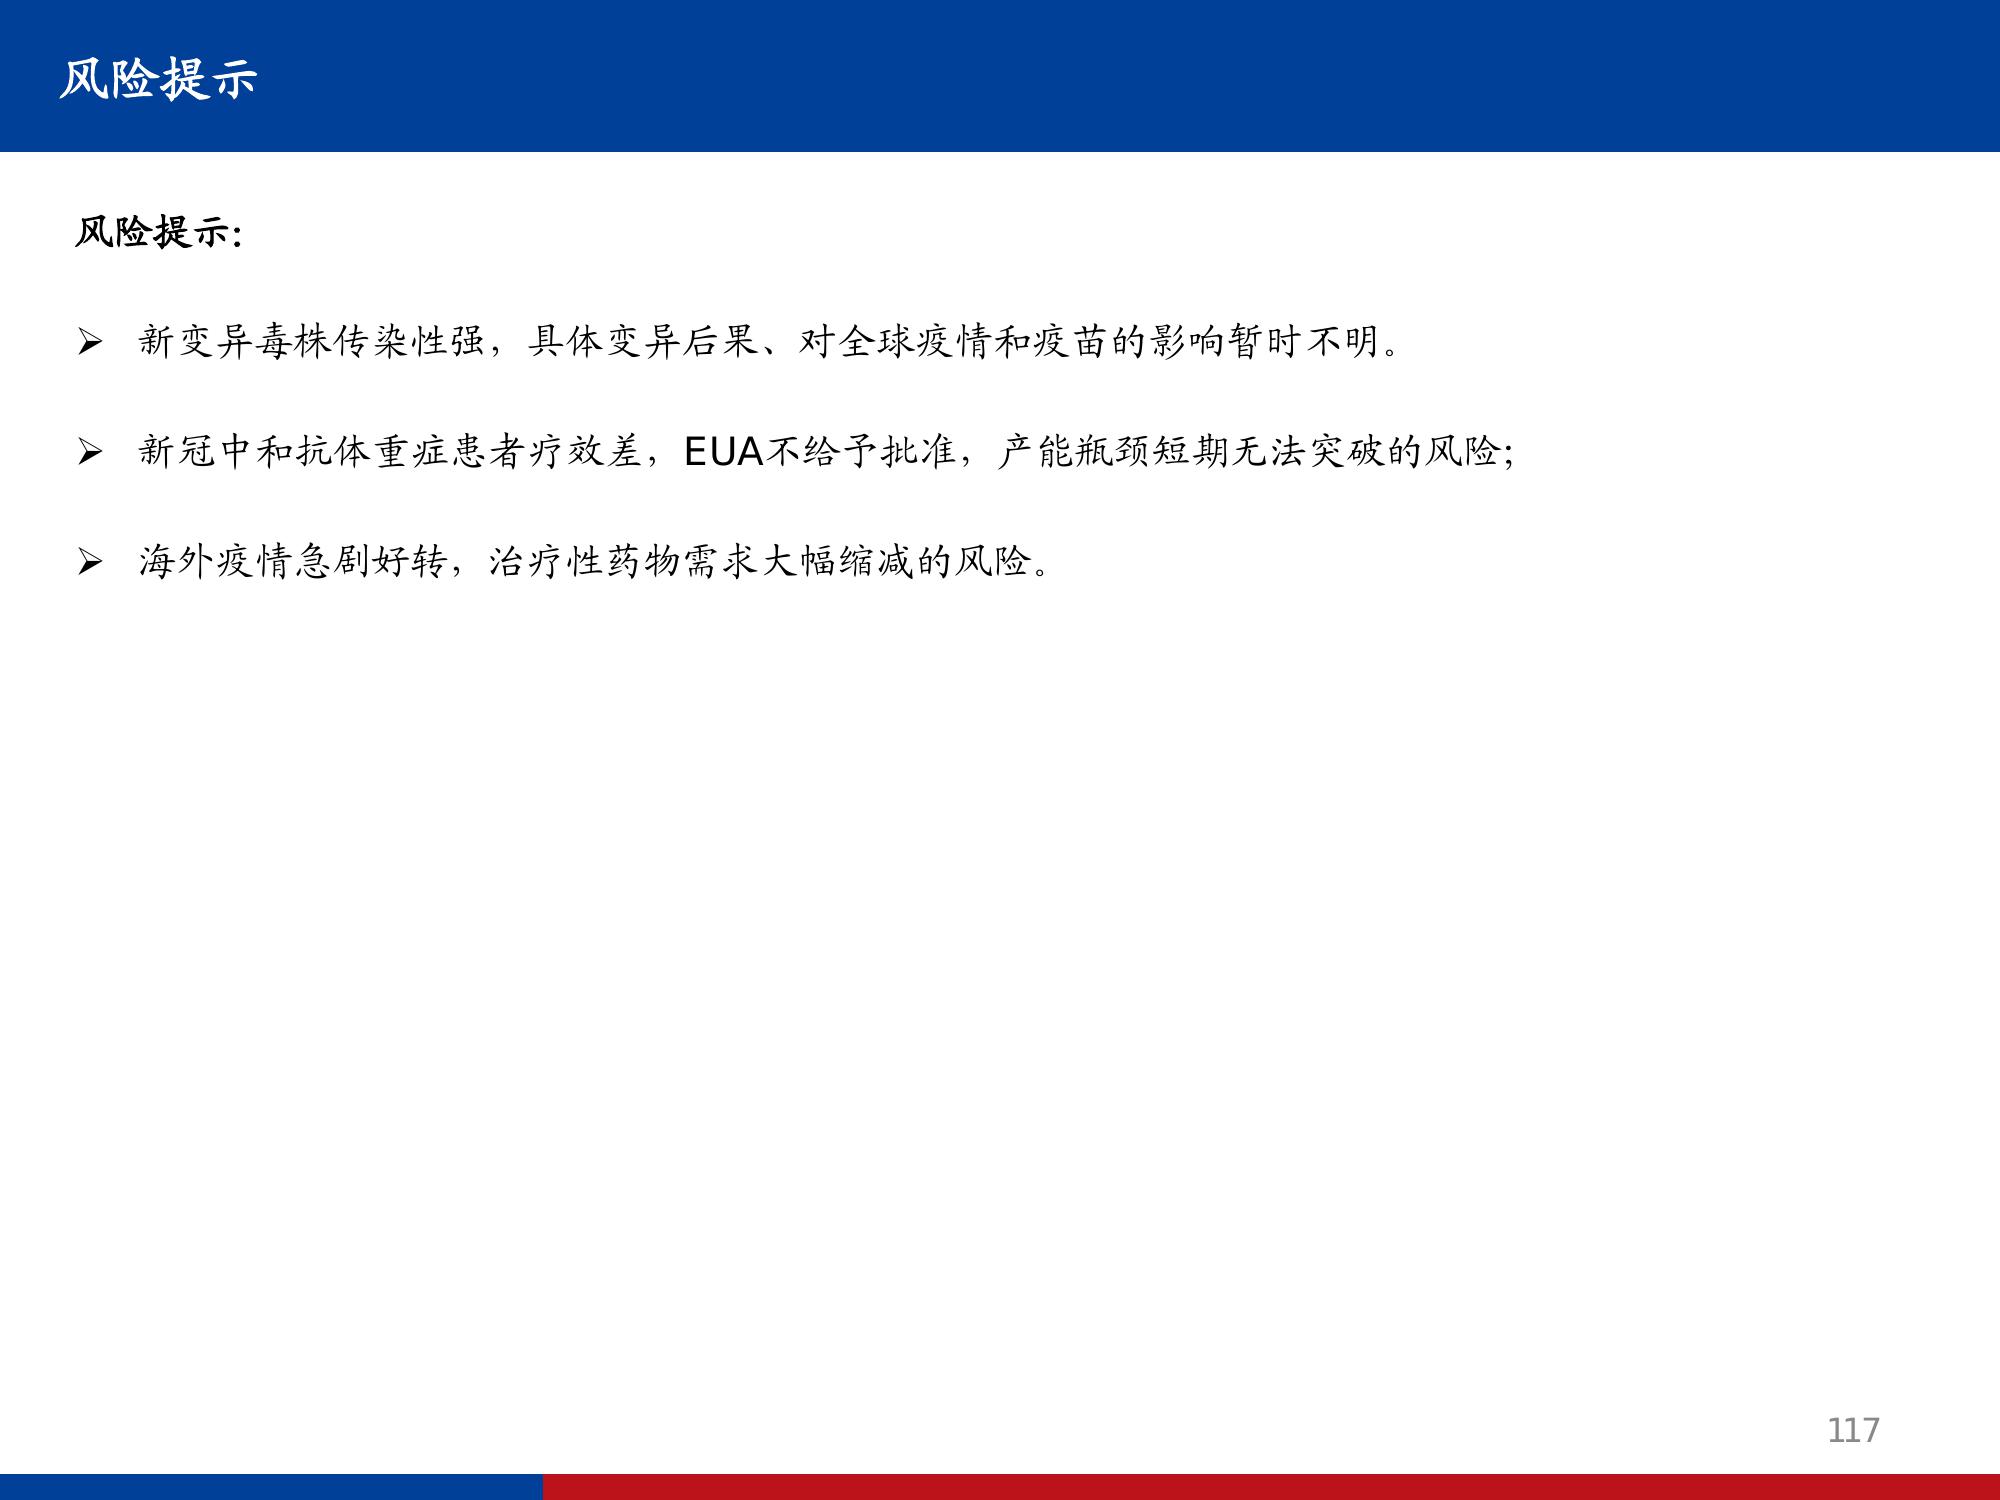 风险提示
风险提示：
➢ 新变异毒株传染性强，具体变异后果、对全球疫情和疫苗的影响暂时不明。
➢ 新冠中和抗体重症患者疗效差，EUA不给予批准，产能瓶颈短期无法突破的风险；
➢ 海外疫情急剧好转，治疗性药物需求大幅缩减的风险。
117